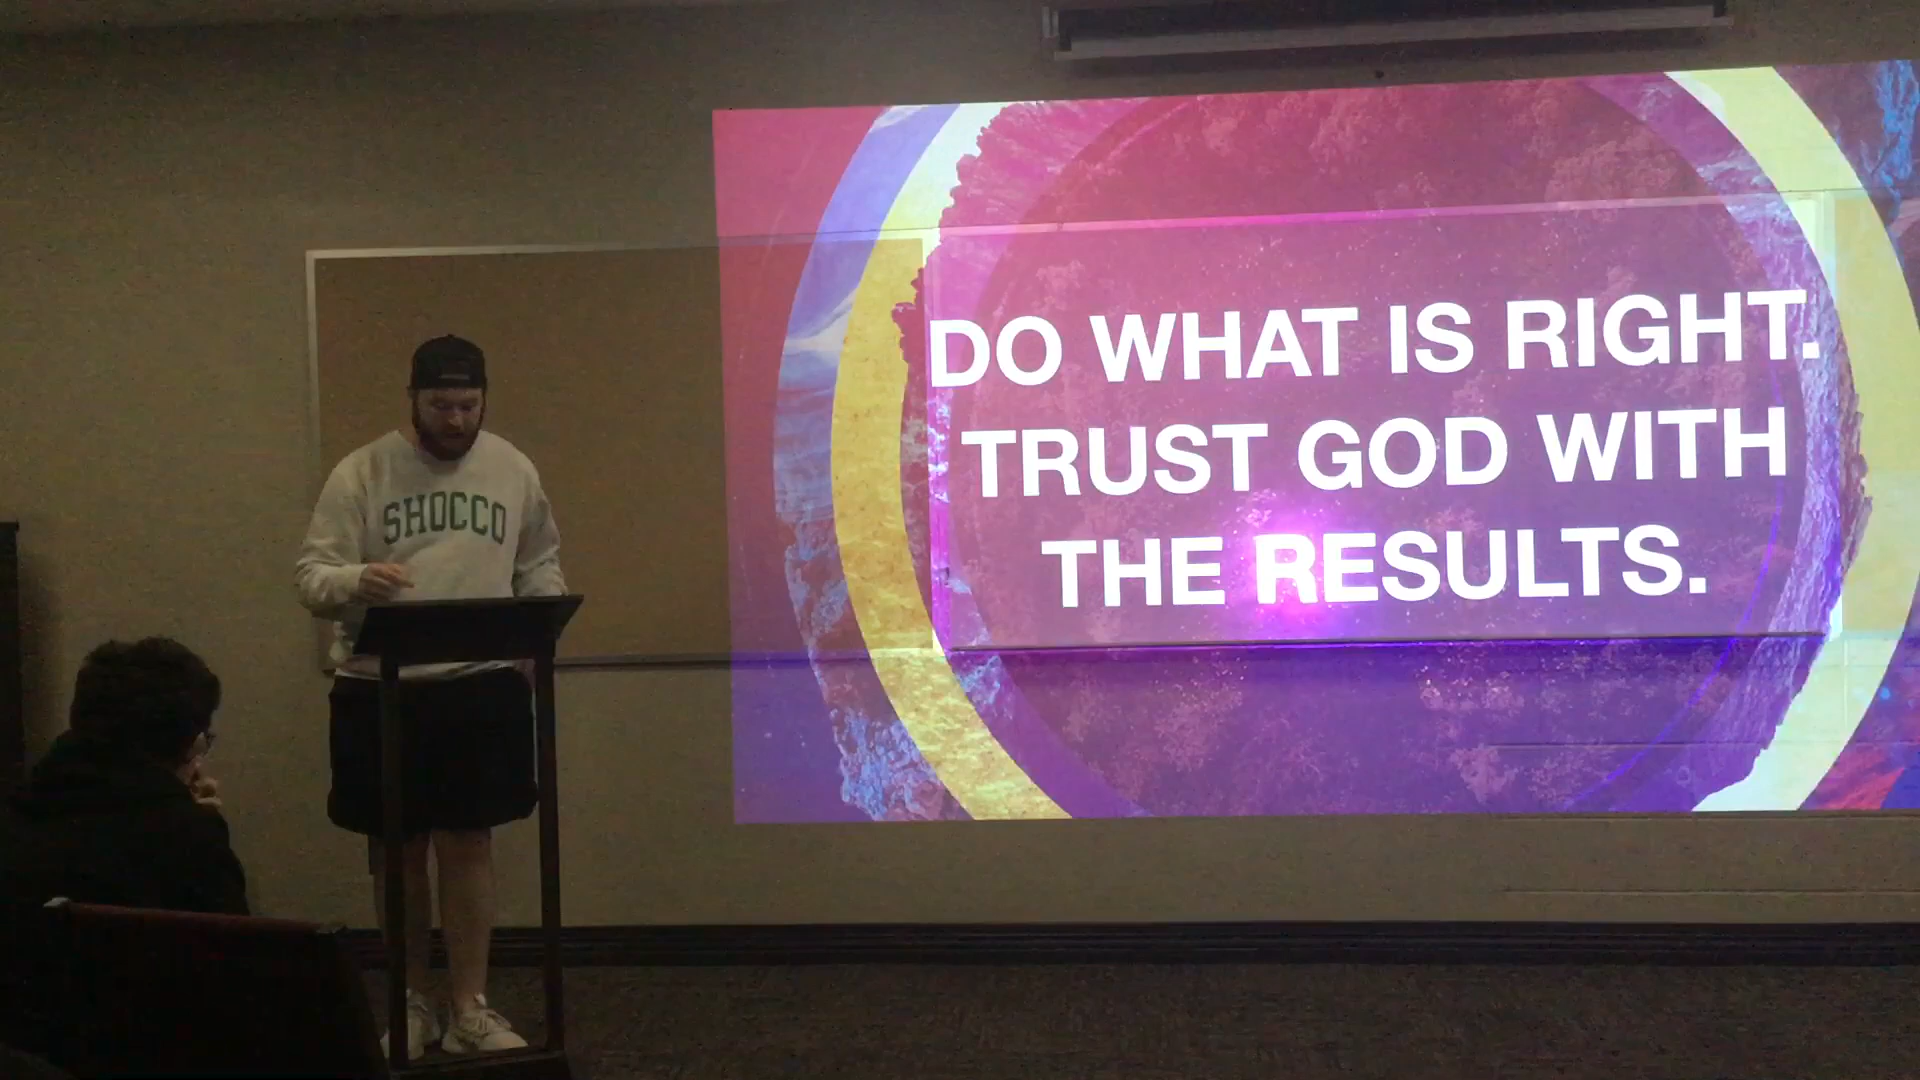 SHOCCO
DO WHAT IS RIGHT.
TRUST GOD WITH
THE RESULTS.